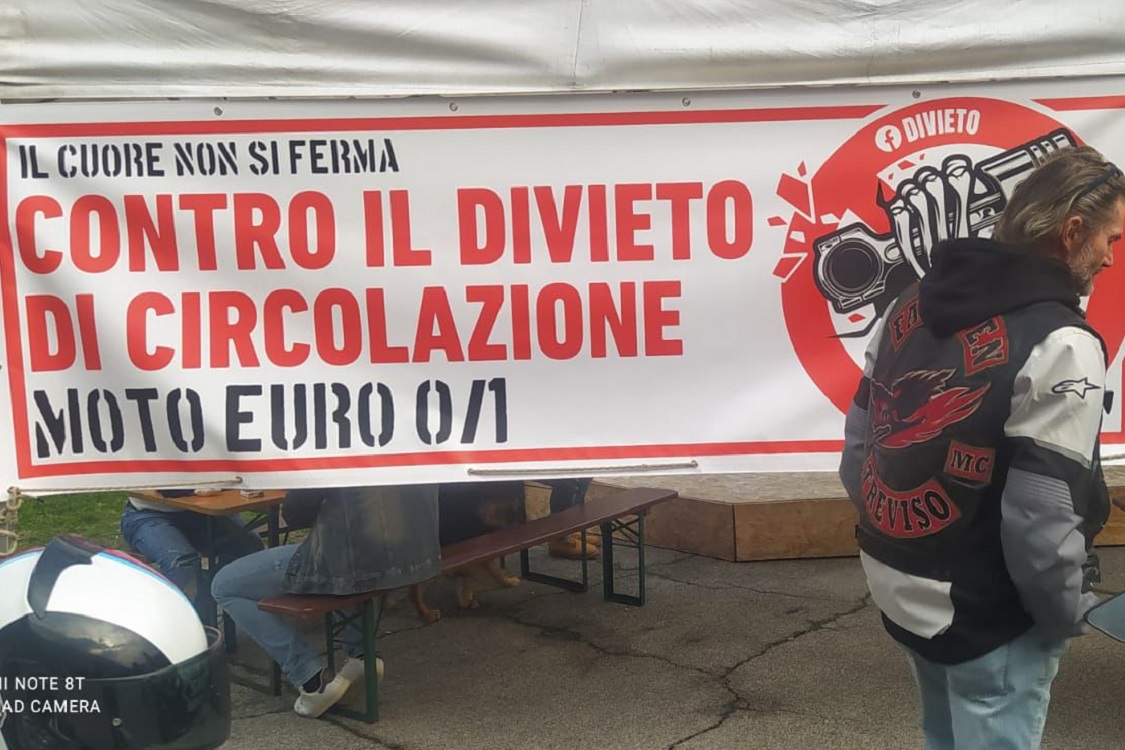 IL CUORE NON SI FERMA
CONTRO IL DIVIETO
DI CIRCOLAZIONE
MOTO EURO 0/1
DIVIETO
MC
TREVISO
NOTE 8T
AD CAMERA